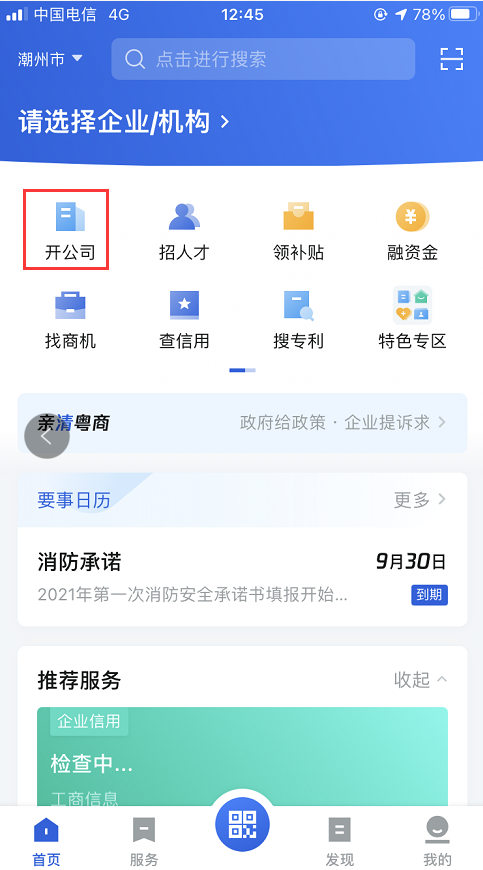 中国电信 4G 12:45 78%
潮州市 点击进行搜索
请选择企业/机构
开公司 招人才 领补贴 融资金
找商机 查信用 搜专利 特色专区
亲清粤商 政府给政策 · 企业提诉求
要事日历 更多
消防承诺 9月30日
2021年第一次消防安全承诺书填报开始... 到期
推荐服务 收起
企业信用
检查中...
工商信息
首页 服务 发现 我的